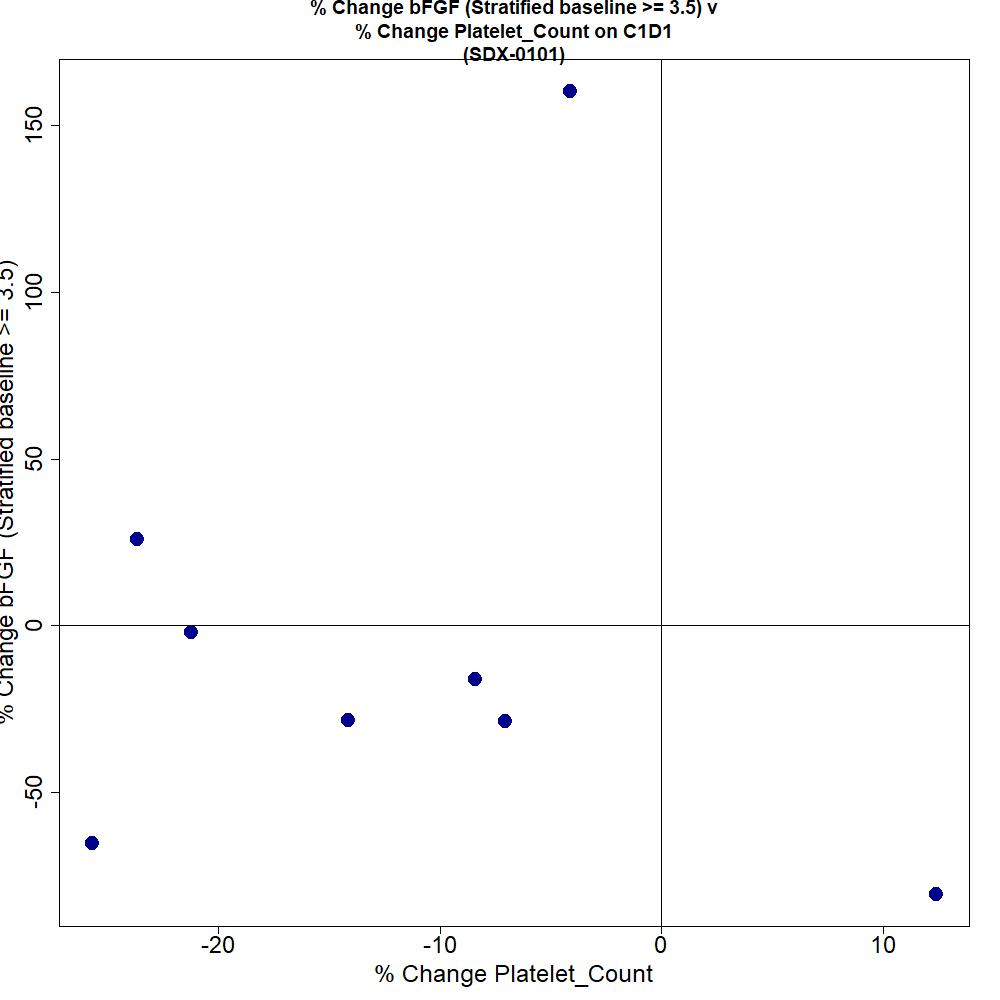 % Change bFGF (Stratified baseline >= 3.5) v
% Change Platelet_Count on C1D1
(SDX-0101)
% Change bFGF (Stratified baseline >= 3.5)
150
100
50
0
-50
-20
-10
0
10
% Change Platelet_Count